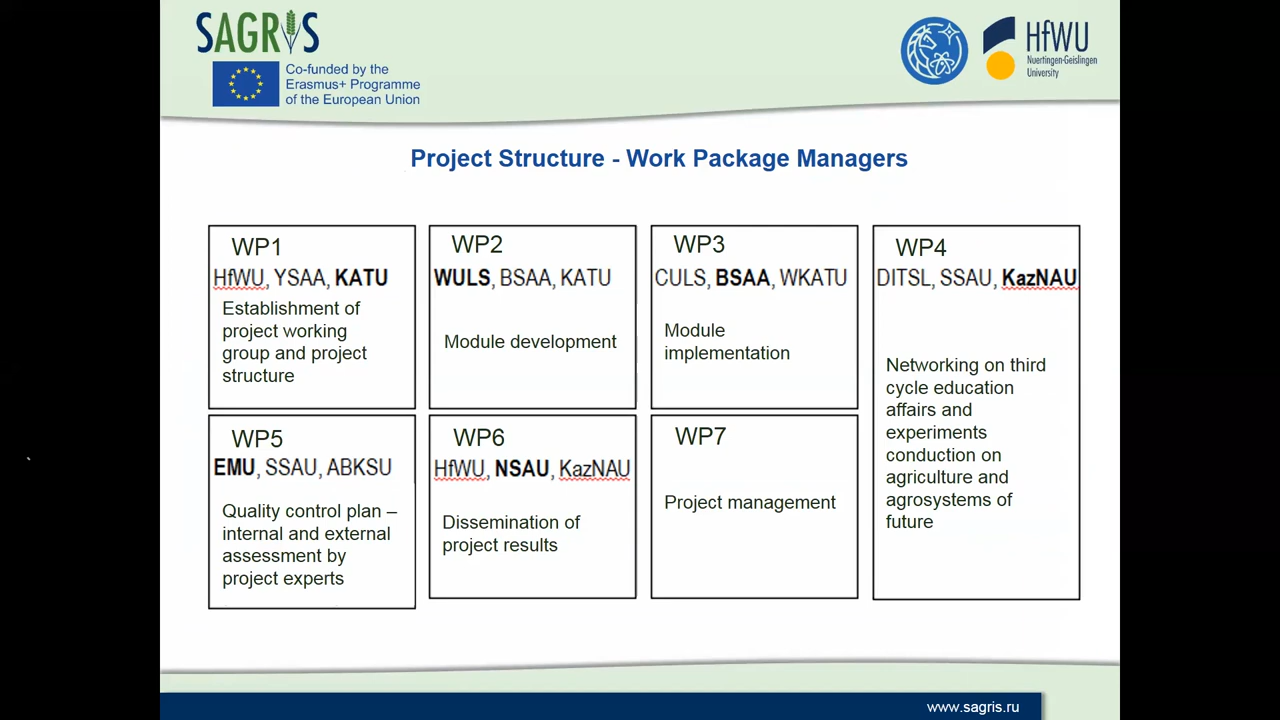 SAGRIS
Co-funded by the
Erasmus+ Programme
of the European Union
HfWU
Nuertingen-Geislingen
University
Project Structure - Work Package Managers
WP1
HfWU, YSAA, KATU
Establishment of
project working
group and project
structure
WP2
WULS, BSAA, KATU
Module development
WP3
CULS, BSAA, WKATU
Module
implementation
WP4
DITSL, SSAU, KazNAU
Networking on third
cycle education
affairs and
experiments
conduction on
agriculture and
agrosystems of
future
WP5
EMU, SSAU, ABKSU
Quality control plan –
internal and external
assessment by
project experts
WP6
HfWU, NSAU, KazNAU
Dissemination of
project results
WP7
Project management
www.sagris.ru